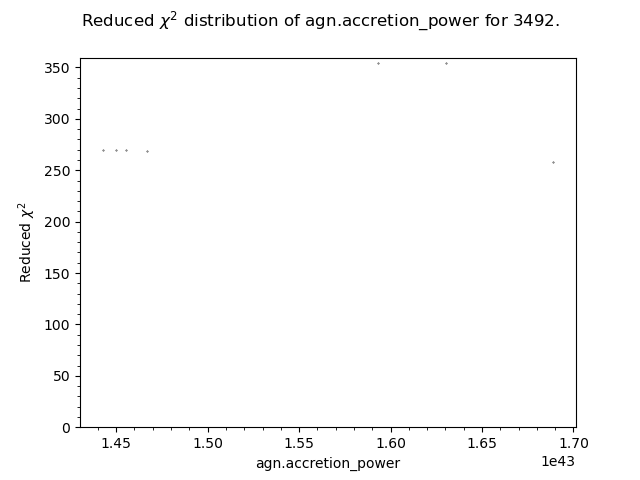 Reduced χ² distribution of agn.accretion_power for 3492.
350
300
250
200
150
100
50
0
Reduced χ²
1.45 1.50 1.55 1.60 1.65 1.70
1e43
agn.accretion_power